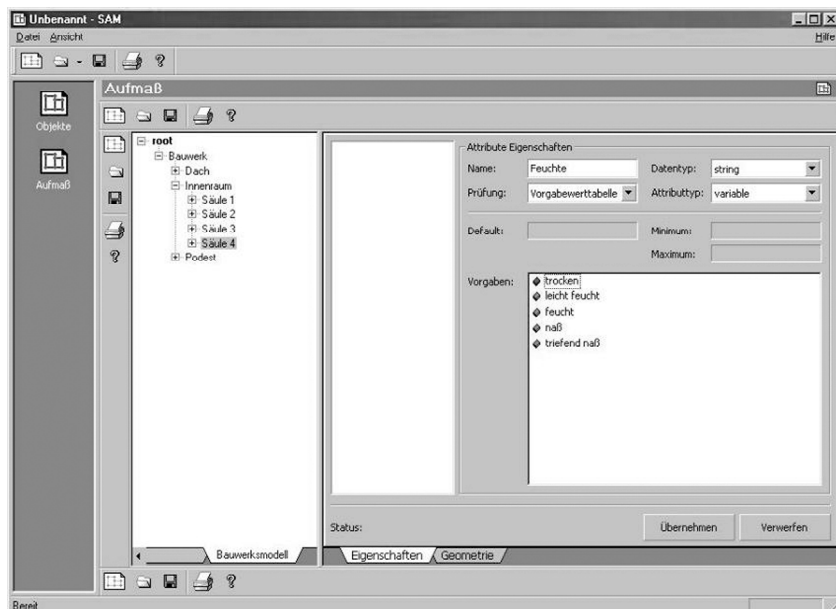 Unbenannt - SAM
Datei Ansicht Hilfe
Objekte
Aufmaß
Aufmaß
root
Bauwerk
Dach
Innenraum
Säule 1
Säule 2
Säule 3
Säule 4
Podest
Bauwerksmodell
Attribute Eigenschaften
Name: Feuchte Datentyp: string
Prüfung: Vorgabewerttabelle Attributtyp: variable
Default: Minimum:
Maximum:
Vorgaben: trocken
leicht feucht
feucht
naß
triefend naß
Status: Übernehmen Verwerfen
Eigenschaften Geometrie
Bereit